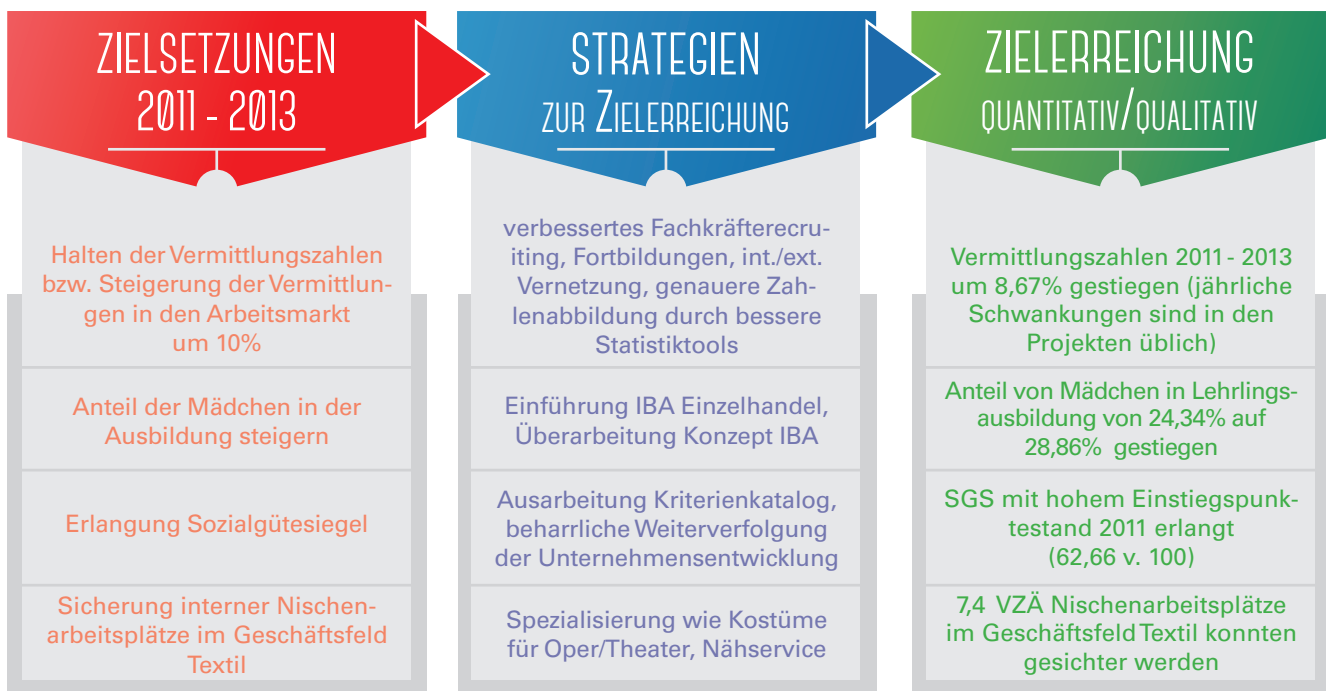 ZIELSETZUNGEN
2011 - 2013
Halten der Vermittlungszahlen
bzw. Steigerung der Vermittlun-
gen in den Arbeitsmarkt
um 10%
Anteil der Mädchen in der
Ausbildung steigern
Erlangung Sozialgütesiegel
Sicherung interner Nischen-
arbeitsplätze im Geschäftsfeld
Textil
STRATEGIEN
ZUR ZIELERREICHUNG
verbessertes Fachkräfterecru-
iting, Fortbildungen, int./ext.
Vernetzung, genauere Zah-
lenabbildung durch bessere
Statistiktools
Einführung IBA Einzelhandel,
Überarbeitung Konzept IBA
Ausarbeitung Kriterienkatalog,
beharrliche Weiterverfolgung
der Unternehmensentwicklung
Spezialisierung wie Kostüme
für Oper/Theater, Nähservice
ZIELERREICHUNG
QUANTITATIV/QUALITATIV
Vermittlungszahlen 2011 - 2013
um 8,67% gestiegen (jährliche
Schwankungen sind in den
Projekten üblich)
Anteil von Mädchen in Lehrlings-
ausbildung von 24,34% auf
28,86% gestiegen
SGS mit hohem Einstiegspunk-
testand 2011 erlangt
(62,66 v. 100)
7,4 VZÄ Nischenarbeitsplätze
im Geschäftsfeld Textil konnten
gesichter werden